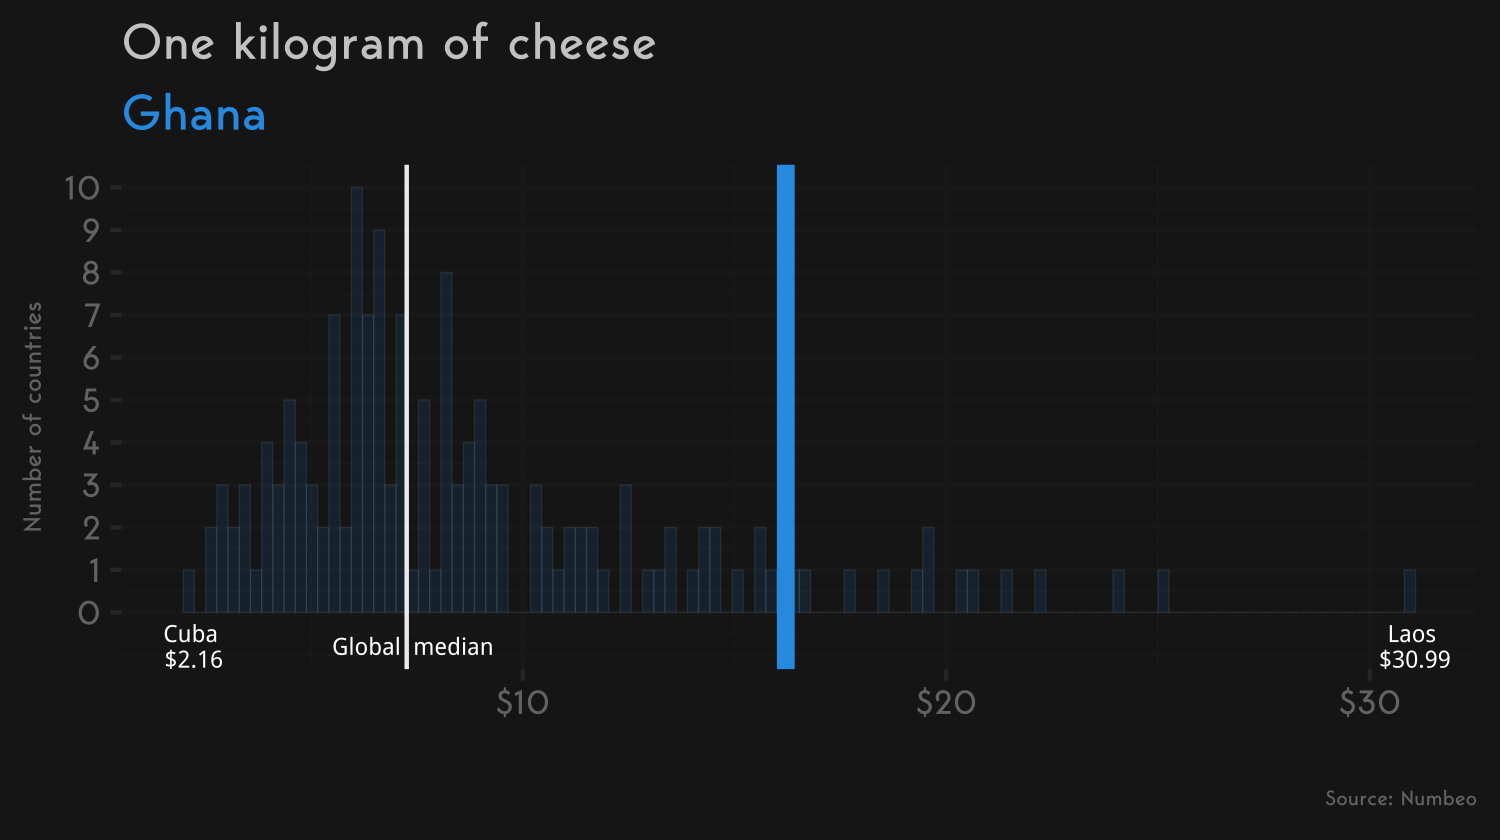 One kilogram of cheese
Ghana
Number of countries
10
9
8
7
6
5
4
3
2
1
0
Cuba
$2.16
Global median
Laos
$30.99
$10 $20 $30
Source: Numbeo